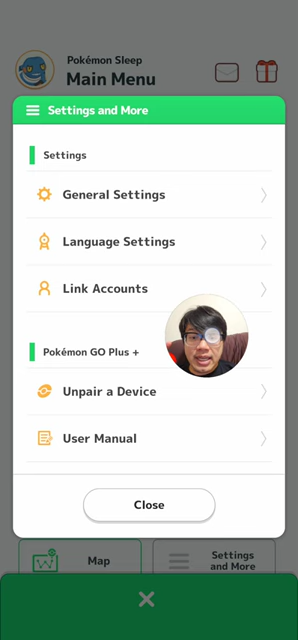 Pokémon Sleep
Main Menu
Settings and More
Settings
General Settings
Language Settings
Link Accounts
Pokémon GO Plus +
Unpair a Device
User Manual
Close
Map
Settings
and More